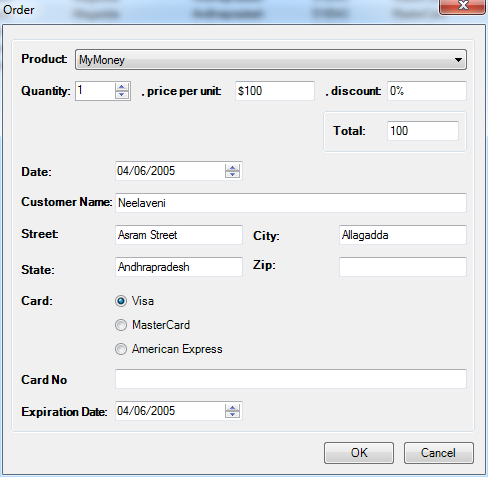 Order
Product: MyMoney
Quantity: 1 , price per unit: $100 , discount: 0%
Total: 100
Date: 04/06/2005
Customer Name: Neelaveni
Street: Asram Street City: Allagadda
State: Andhrapradesh Zip:
Card: Visa
MasterCard
American Express
Card No
Expiration Date: 04/06/2005
OK Cancel